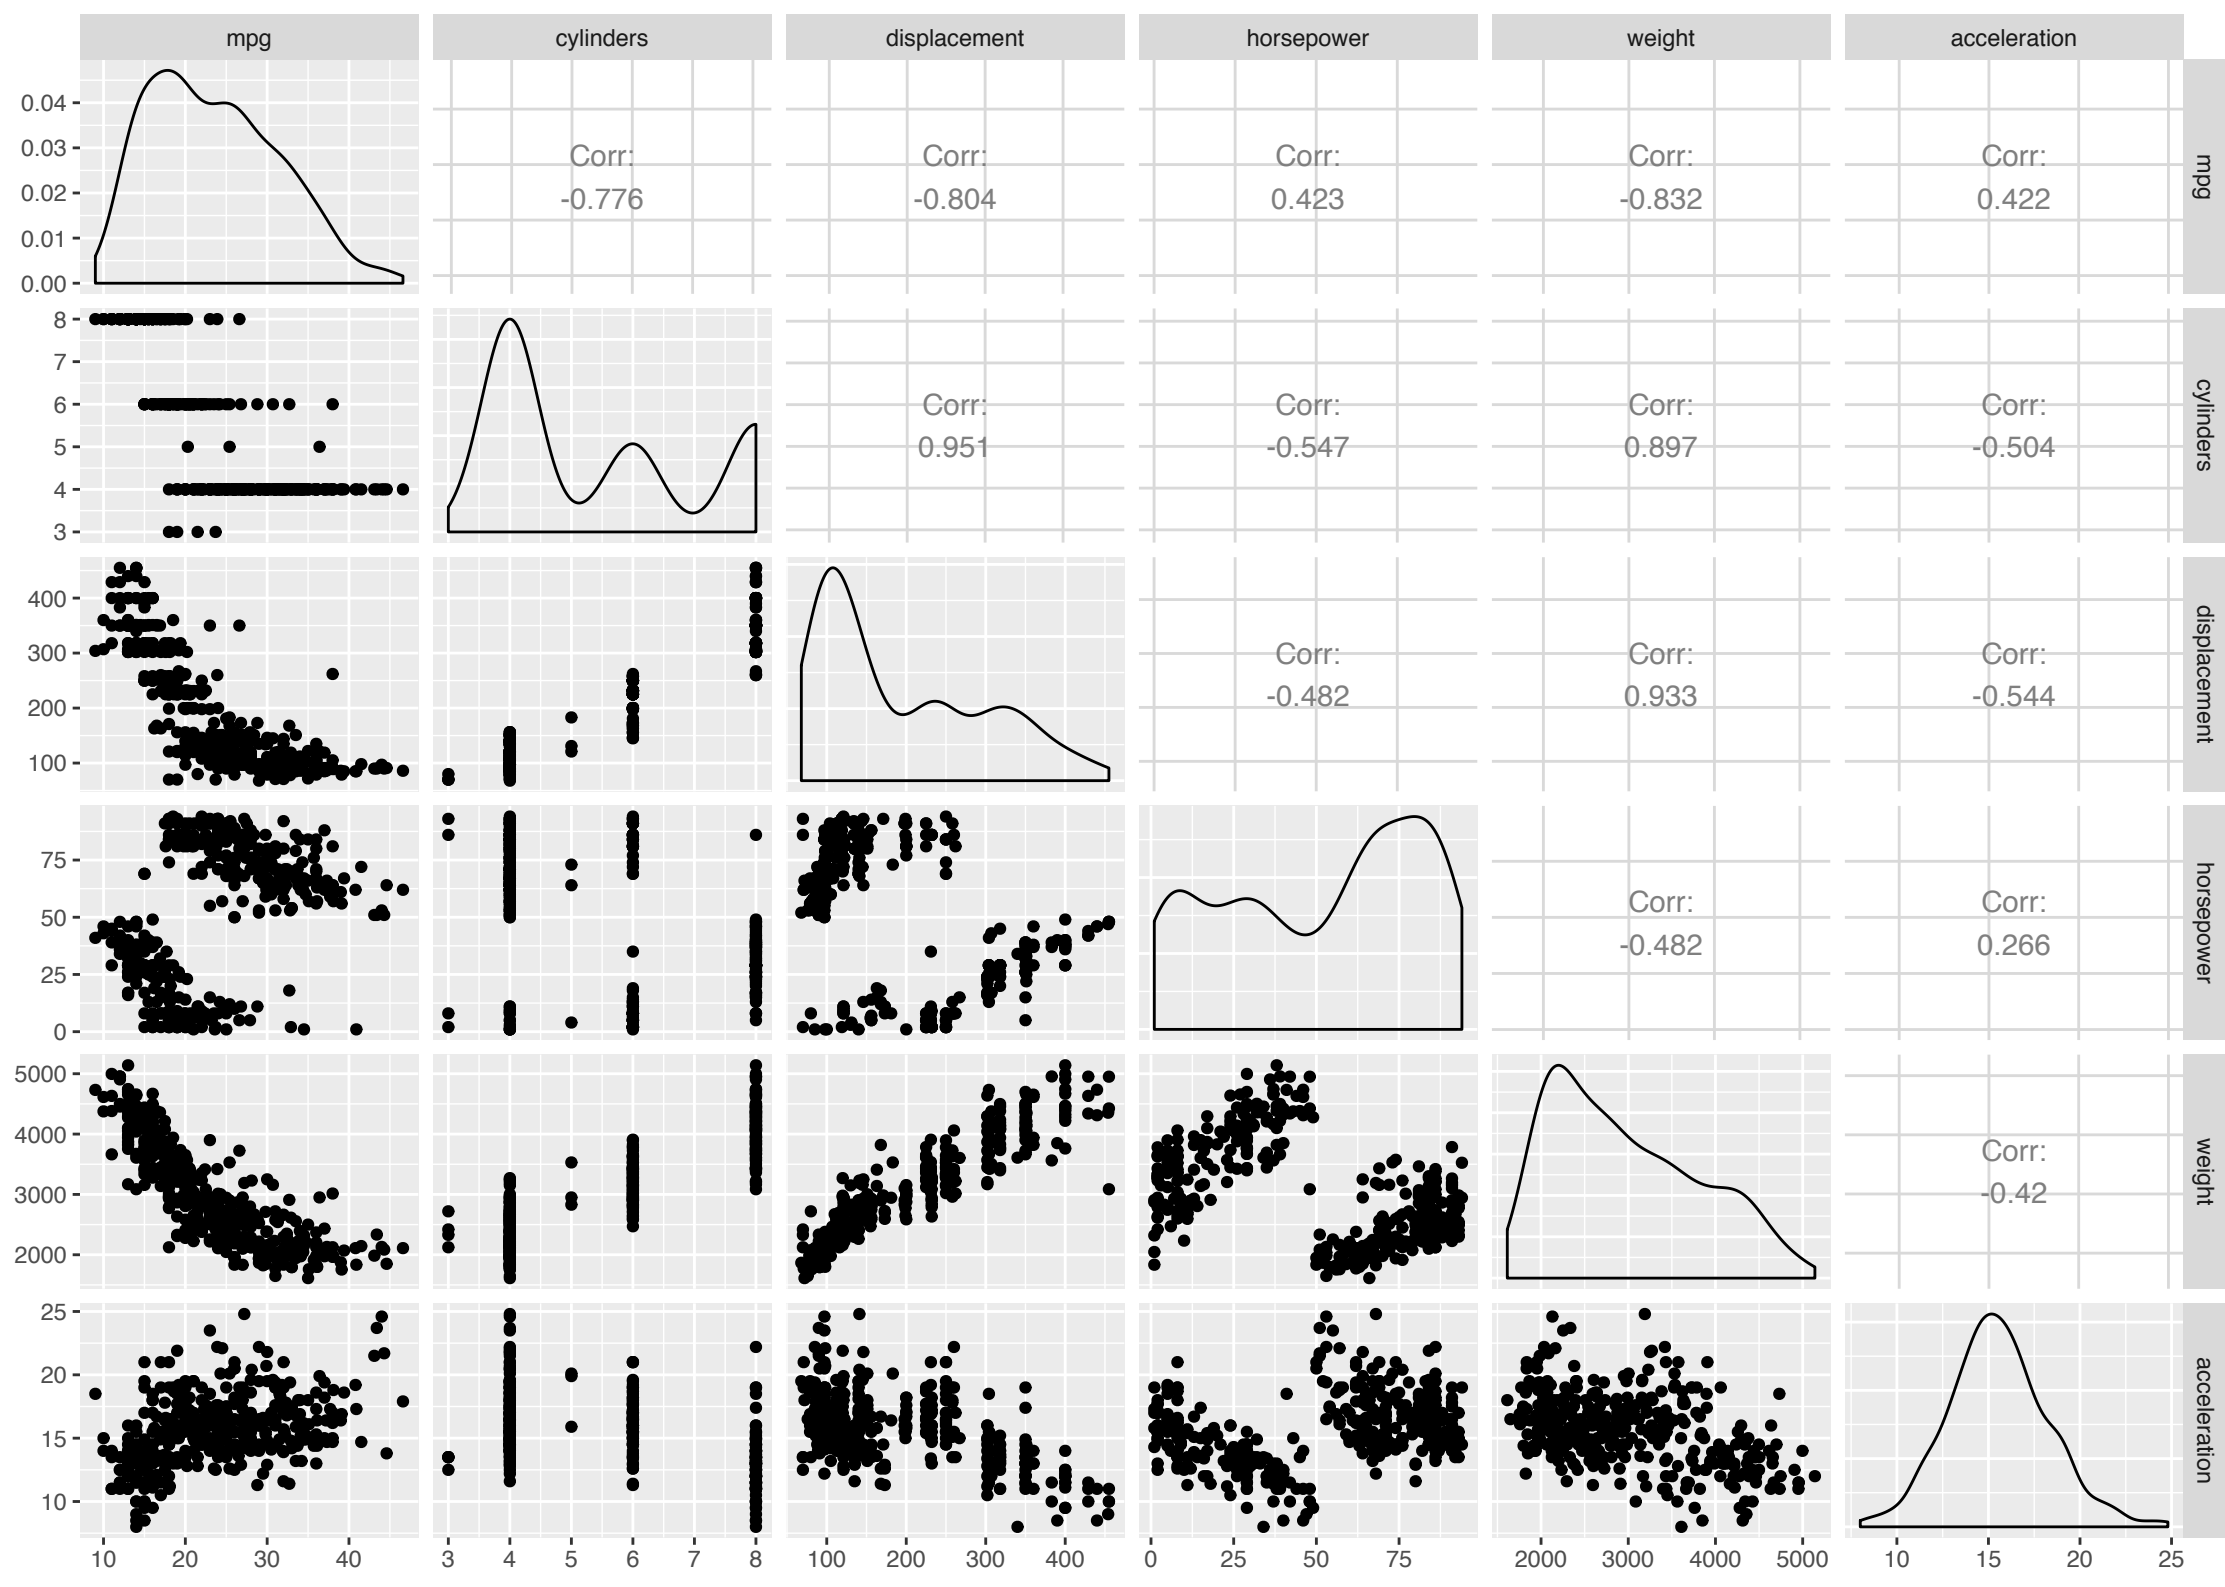 mpg cylinders displacement horsepower weight acceleration
0.04
0.03
0.02
0.01
0.00
Corr:
-0.776
Corr:
-0.804
Corr:
0.423
Corr:
-0.832
Corr:
0.422
mpg
8
7
6
5
4
3
Corr:
0.951
Corr:
-0.547
Corr:
0.897
Corr:
-0.504
cylinders
400
300
200
100
Corr:
-0.482
Corr:
0.933
Corr:
-0.544
displacement
75
50
25
0
Corr:
-0.482
Corr:
0.266
horsepower
5000
4000
3000
2000
Corr:
-0.42
weight
25
20
15
10
acceleration
10 20 30 40 3 4 5 6 7 8 100 200 300 400 0 25 50 75 2000 3000 4000 5000 10 15 20 25